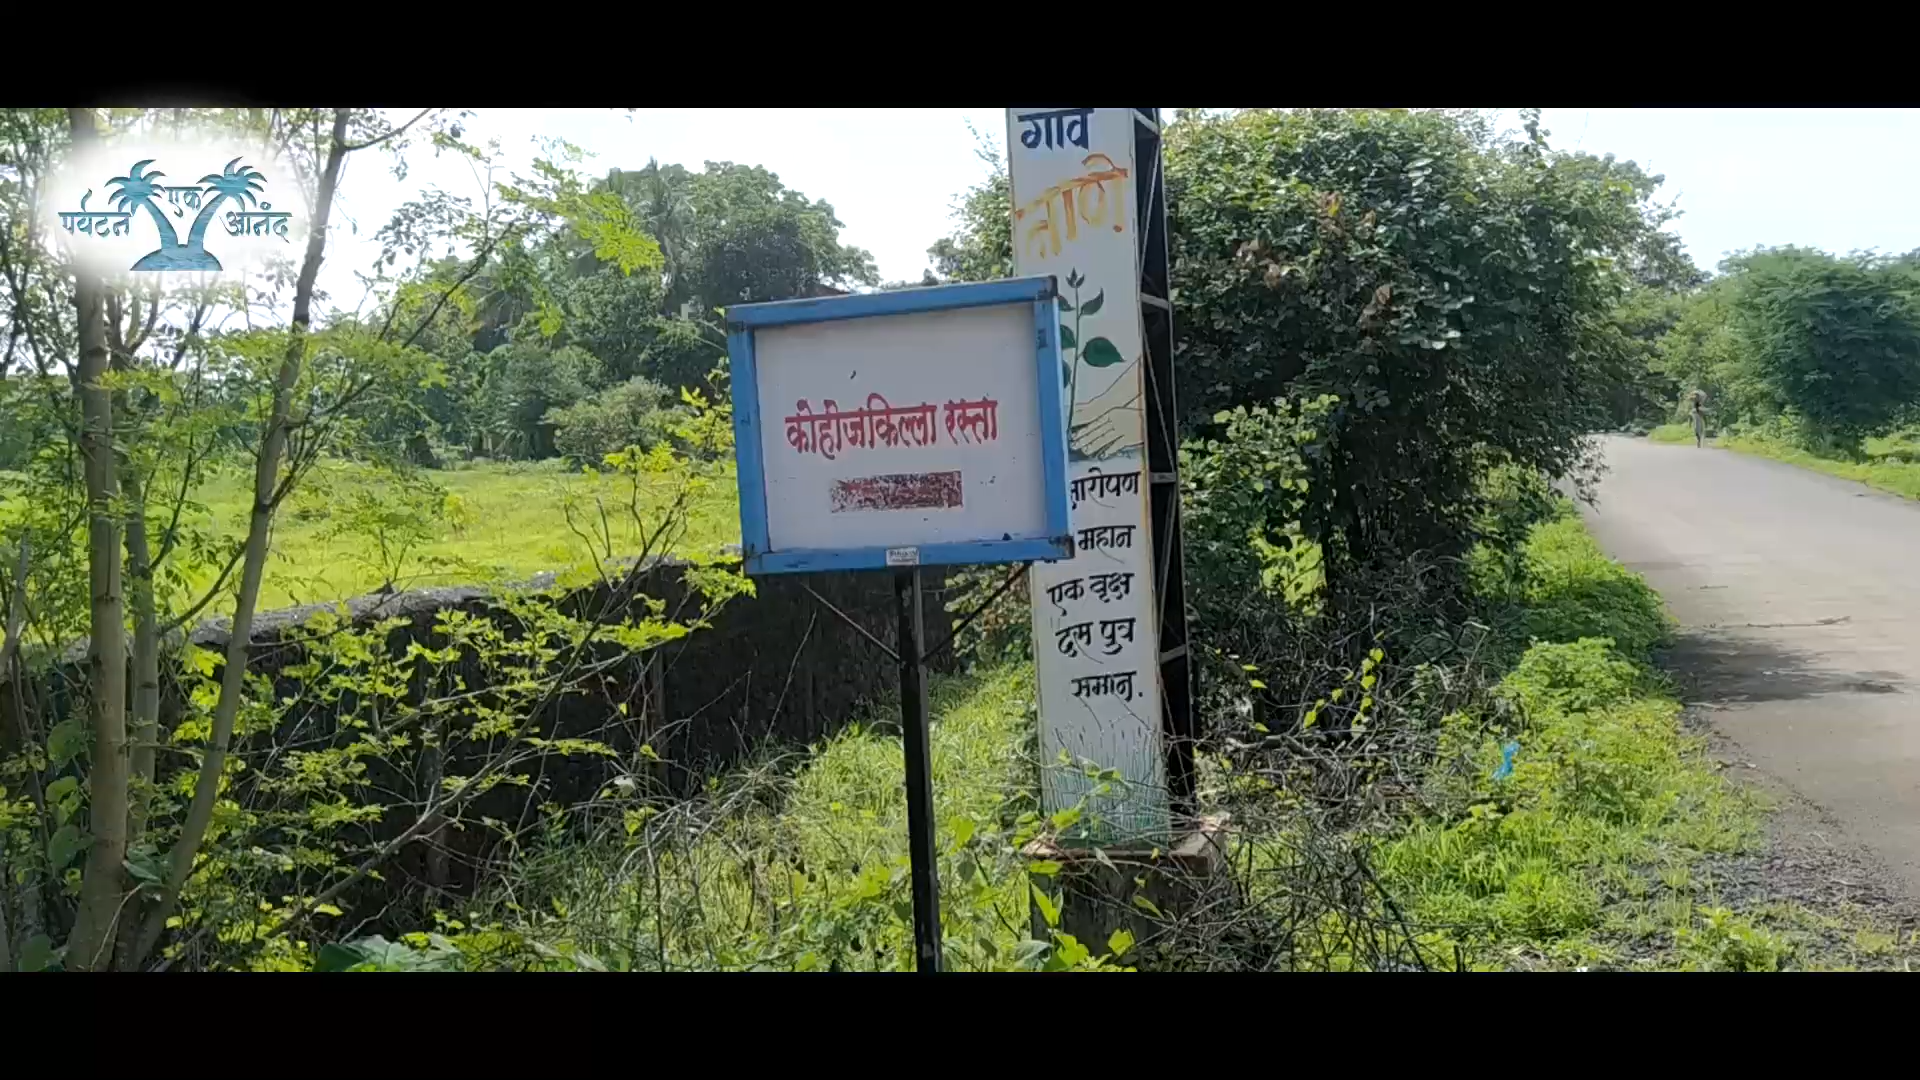 पर्यटन एक आनंद
गाव
नाणे
कोहीजकिल्ला रस्ता
महान
एक वृक्ष
दस पुत्र
समान.